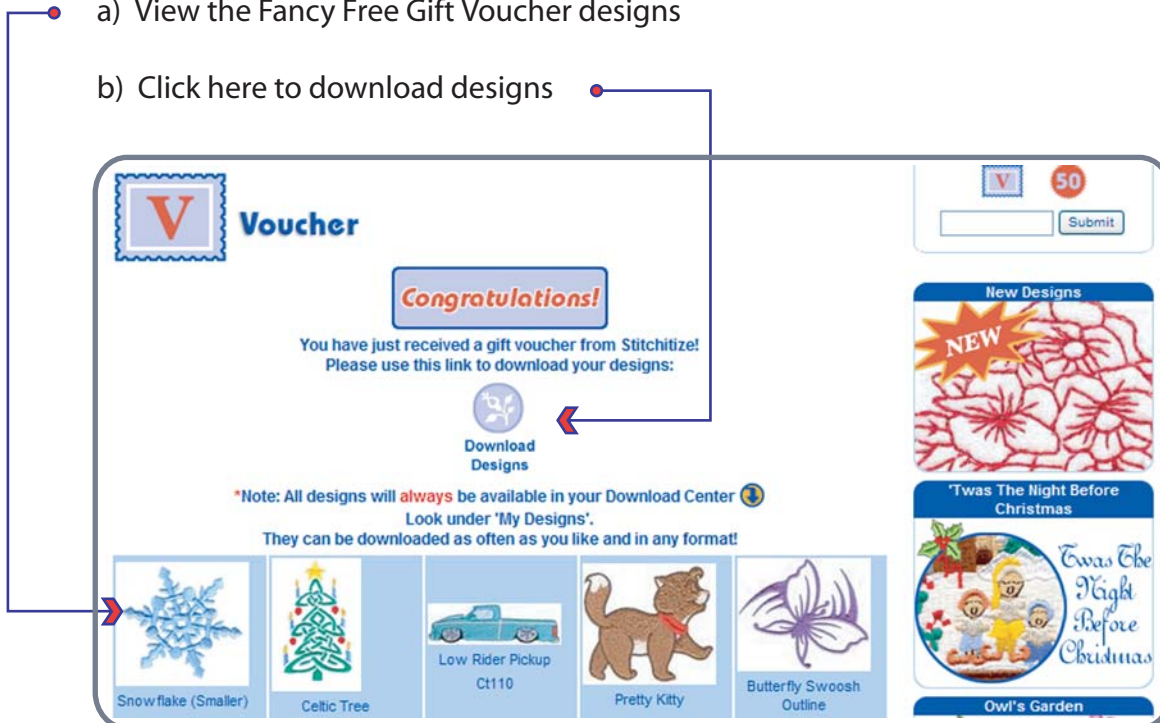 a) View the Fancy Free Gift Voucher designs
b) Click here to download designs
V
Voucher
Congratulations!
You have just received a gift voucher from Stitchitize!
Please use this link to download your designs:
Download
Designs
*Note: All designs will always be available in your Download Center
Look under 'My Designs'.
They can be downloaded as often as you like and in any format!
Snowflake (Smaller)
Celtic Tree
Low Rider Pickup
Ct110
Pretty Kitty
Butterfly Swoosh
Outline
V
50
Submit
New Designs
NEW
'Twas The Night Before
Christmas
Twas The
Night
Before
Christmas
Owl's Garden